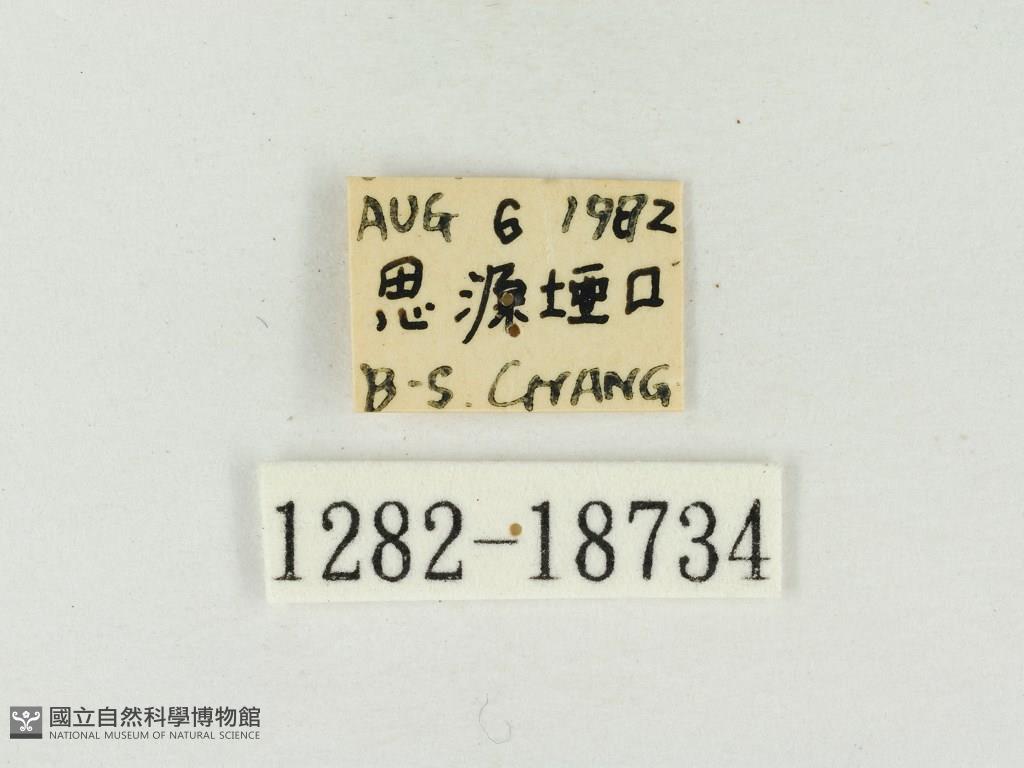 AUG 6 1982
思源埡口
B-S. CHANG
1282-18734
國立自然科學博物館
NATIONAL MUSEUM OF NATURAL SCIENCE